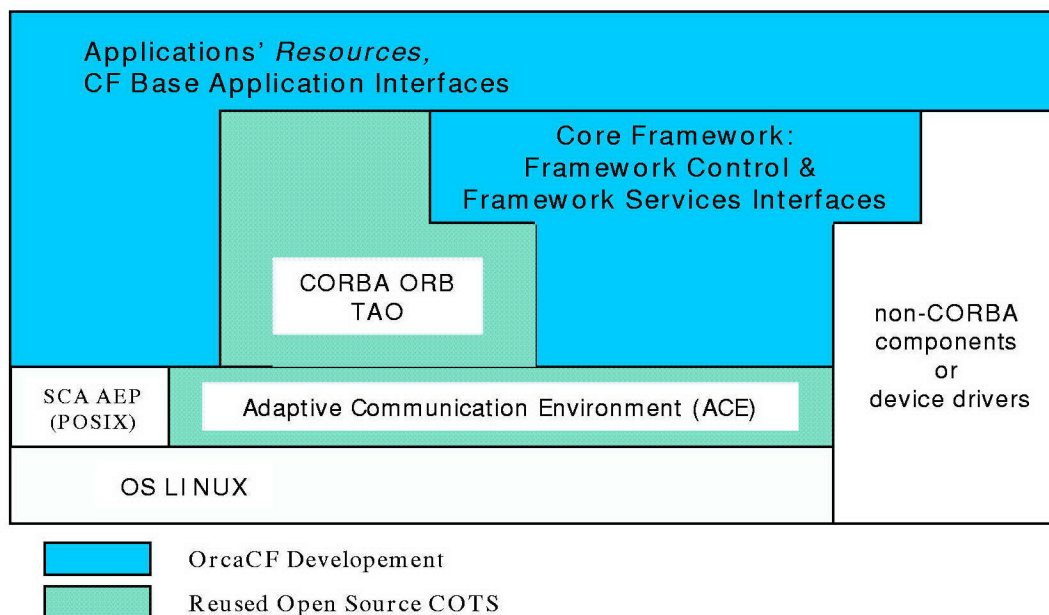 Applications' Resources,
CF Base Application Interfaces
Core Framework:
Framework Control &
Framework Services Interfaces
CORBA ORB
TAO
non-CORBA
components
or
device drivers
SCA AEP
(POSIX)
Adaptive Communication Environment (ACE)
OS LINUX
OrcaCF Developement
Reused Open Source COTS